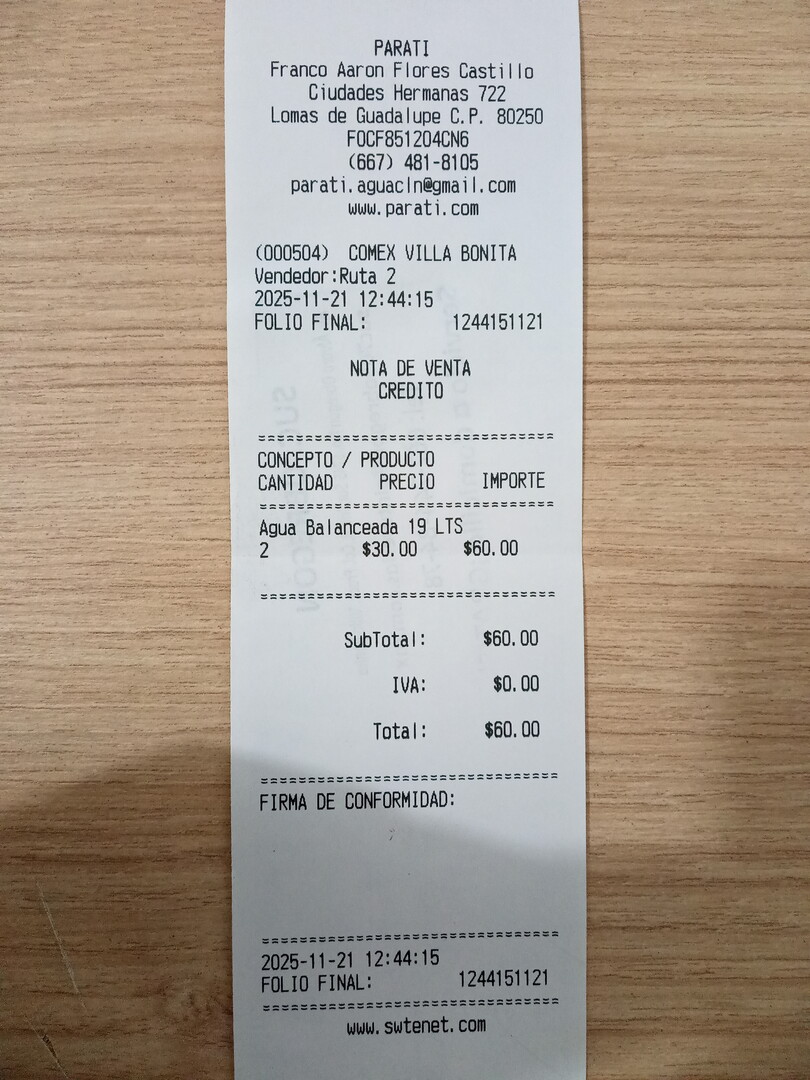 PARATI
Franco Aaron Flores Castillo
Ciudades Hermanas 722
Lomas de Guadalupe C.P. 80250
FOCF851204CN6
(667) 481-8105
parati.aguacln@gmail.com
www.parati.com
(000504) COMEX VILLA BONITA
Vendedor:Ruta 2
2025-11-21 12:44:15
FOLIO FINAL: 1244151121
NOTA DE VENTA
CREDITO
CONCEPTO / PRODUCTO
CANTIDAD PRECIO IMPORTE
Agua Balanceada 19 LTS
2 $30.00 $60.00
SubTotal: $60.00
IVA: $0.00
Total: $60.00
FIRMA DE CONFORMIDAD:
2025-11-21 12:44:15
FOLIO FINAL: 1244151121
www.swtenet.com